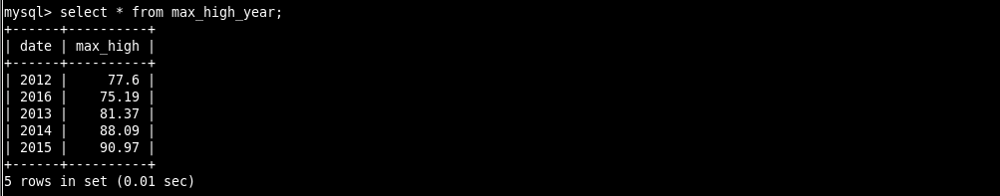 mysql> select * from max_high_year;
+------+----------+
| date | max_high |
+------+----------+
| 2012 |     77.6 |
| 2016 |    75.19 |
| 2013 |    81.37 |
| 2014 |    88.09 |
| 2015 |    90.97 |
+------+----------+
5 rows in set (0.01 sec)